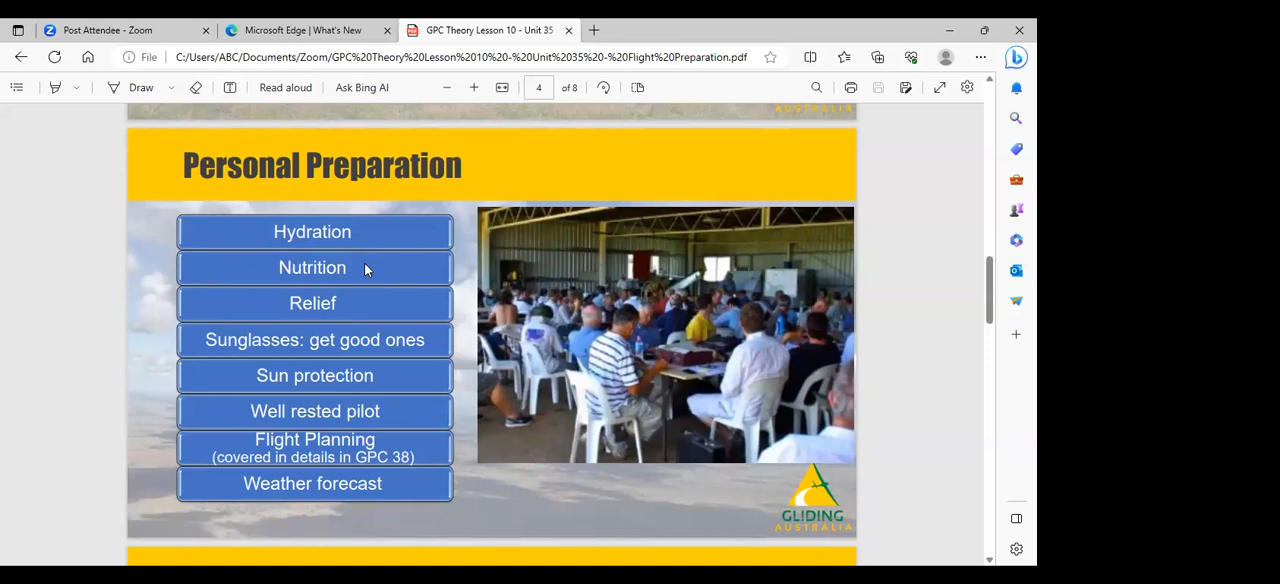 Post Attendee - Zoom
Microsoft Edge | What's New
GPC Theory Lesson 10 - Unit 35
File
C:/Users/ABC/Documents/Zoom/GPC%20Theory%20Lesson%2010%20-%20Unit%2035%20-%20Flight%20Preparation.pdf
Draw
Read aloud
Ask Bing AI
4
of 8
AUSTRALIA
Personal Preparation
Hydration
Nutrition
Relief
Sunglasses: get good ones
Sun protection
Well rested pilot
Flight Planning
(covered in details in GPC 38)
Weather forecast
GLIDING
AUSTRALIA